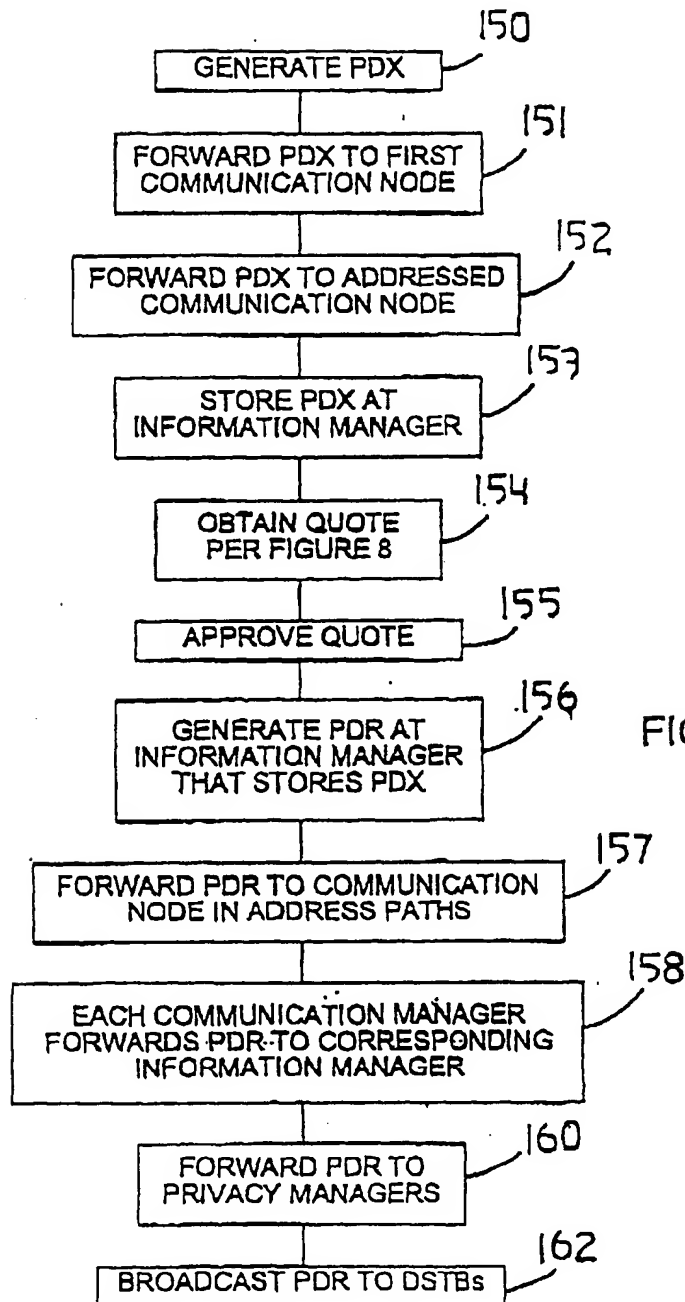 150
GENERATE PDX
151
FORWARD PDX TO FIRST
COMMUNICATION NODE
152
FORWARD PDX TO ADDRESSED
COMMUNICATION NODE
153
STORE PDX AT
INFORMATION MANAGER
154
OBTAIN QUOTE
PER FIGURE 8
155
APPROVE QUOTE
156
GENERATE PDR AT
INFORMATION MANAGER
THAT STORES PDX
FIG
157
FORWARD PDR TO COMMUNICATION
NODE IN ADDRESS PATHS
158
EACH COMMUNICATION MANAGER
FORWARDS PDR TO CORRESPONDING
INFORMATION MANAGER
160
FORWARD PDR TO
PRIVACY MANAGERS
162
BROADCAST PDR TO DSTBs